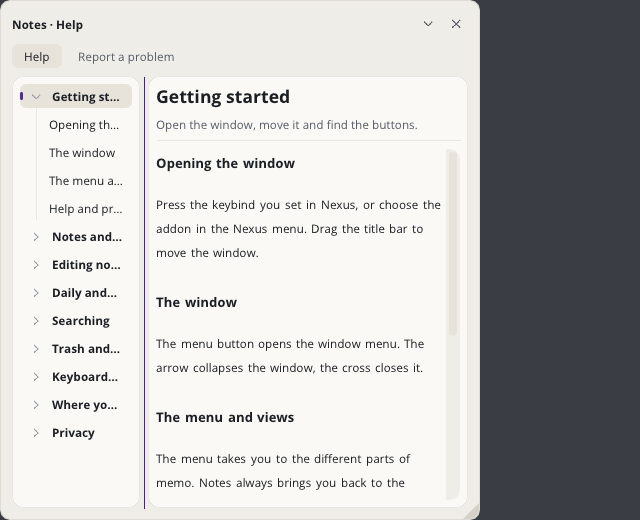 Notes · Help
Help
Report a problem
Getting st...
Opening th...
The window
The menu a...
Help and pr...
Notes and...
Editing no...
Daily and...
Searching
Trash and...
Keyboard...
Where yo...
Privacy
Getting started
Open the window, move it and find the buttons.
Opening the window
Press the keybind you set in Nexus, or choose the
addon in the Nexus menu. Drag the title bar to
move the window.
The window
The menu button opens the window menu. The
arrow collapses the window, the cross closes it.
The menu and views
The menu takes you to the different parts of
memo. Notes always brings you back to the